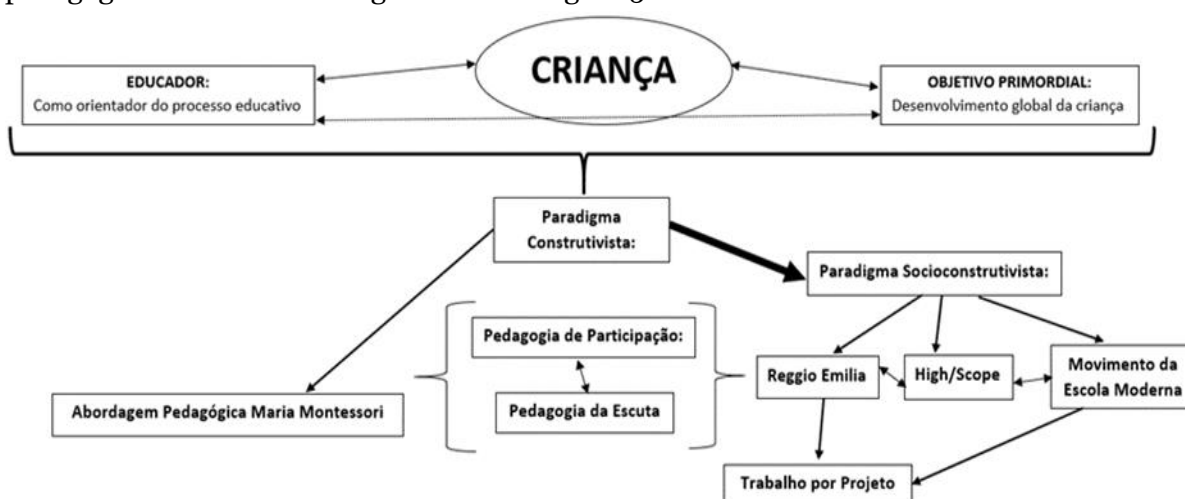 CRIANÇA
EDUCADOR:
Como orientador do processo educativo
OBJETIVO PRIMORDIAL:
Desenvolvimento global da criança
Paradigma
Construtivista:
Paradigma Socioconstrutivista:
Pedagogia de Participação:
Pedagogia da Escuta
Abordagem Pedagógica Maria Montessori
Reggio Emilia
High/Scope
Movimento da
Escola Moderna
Trabalho por Projeto